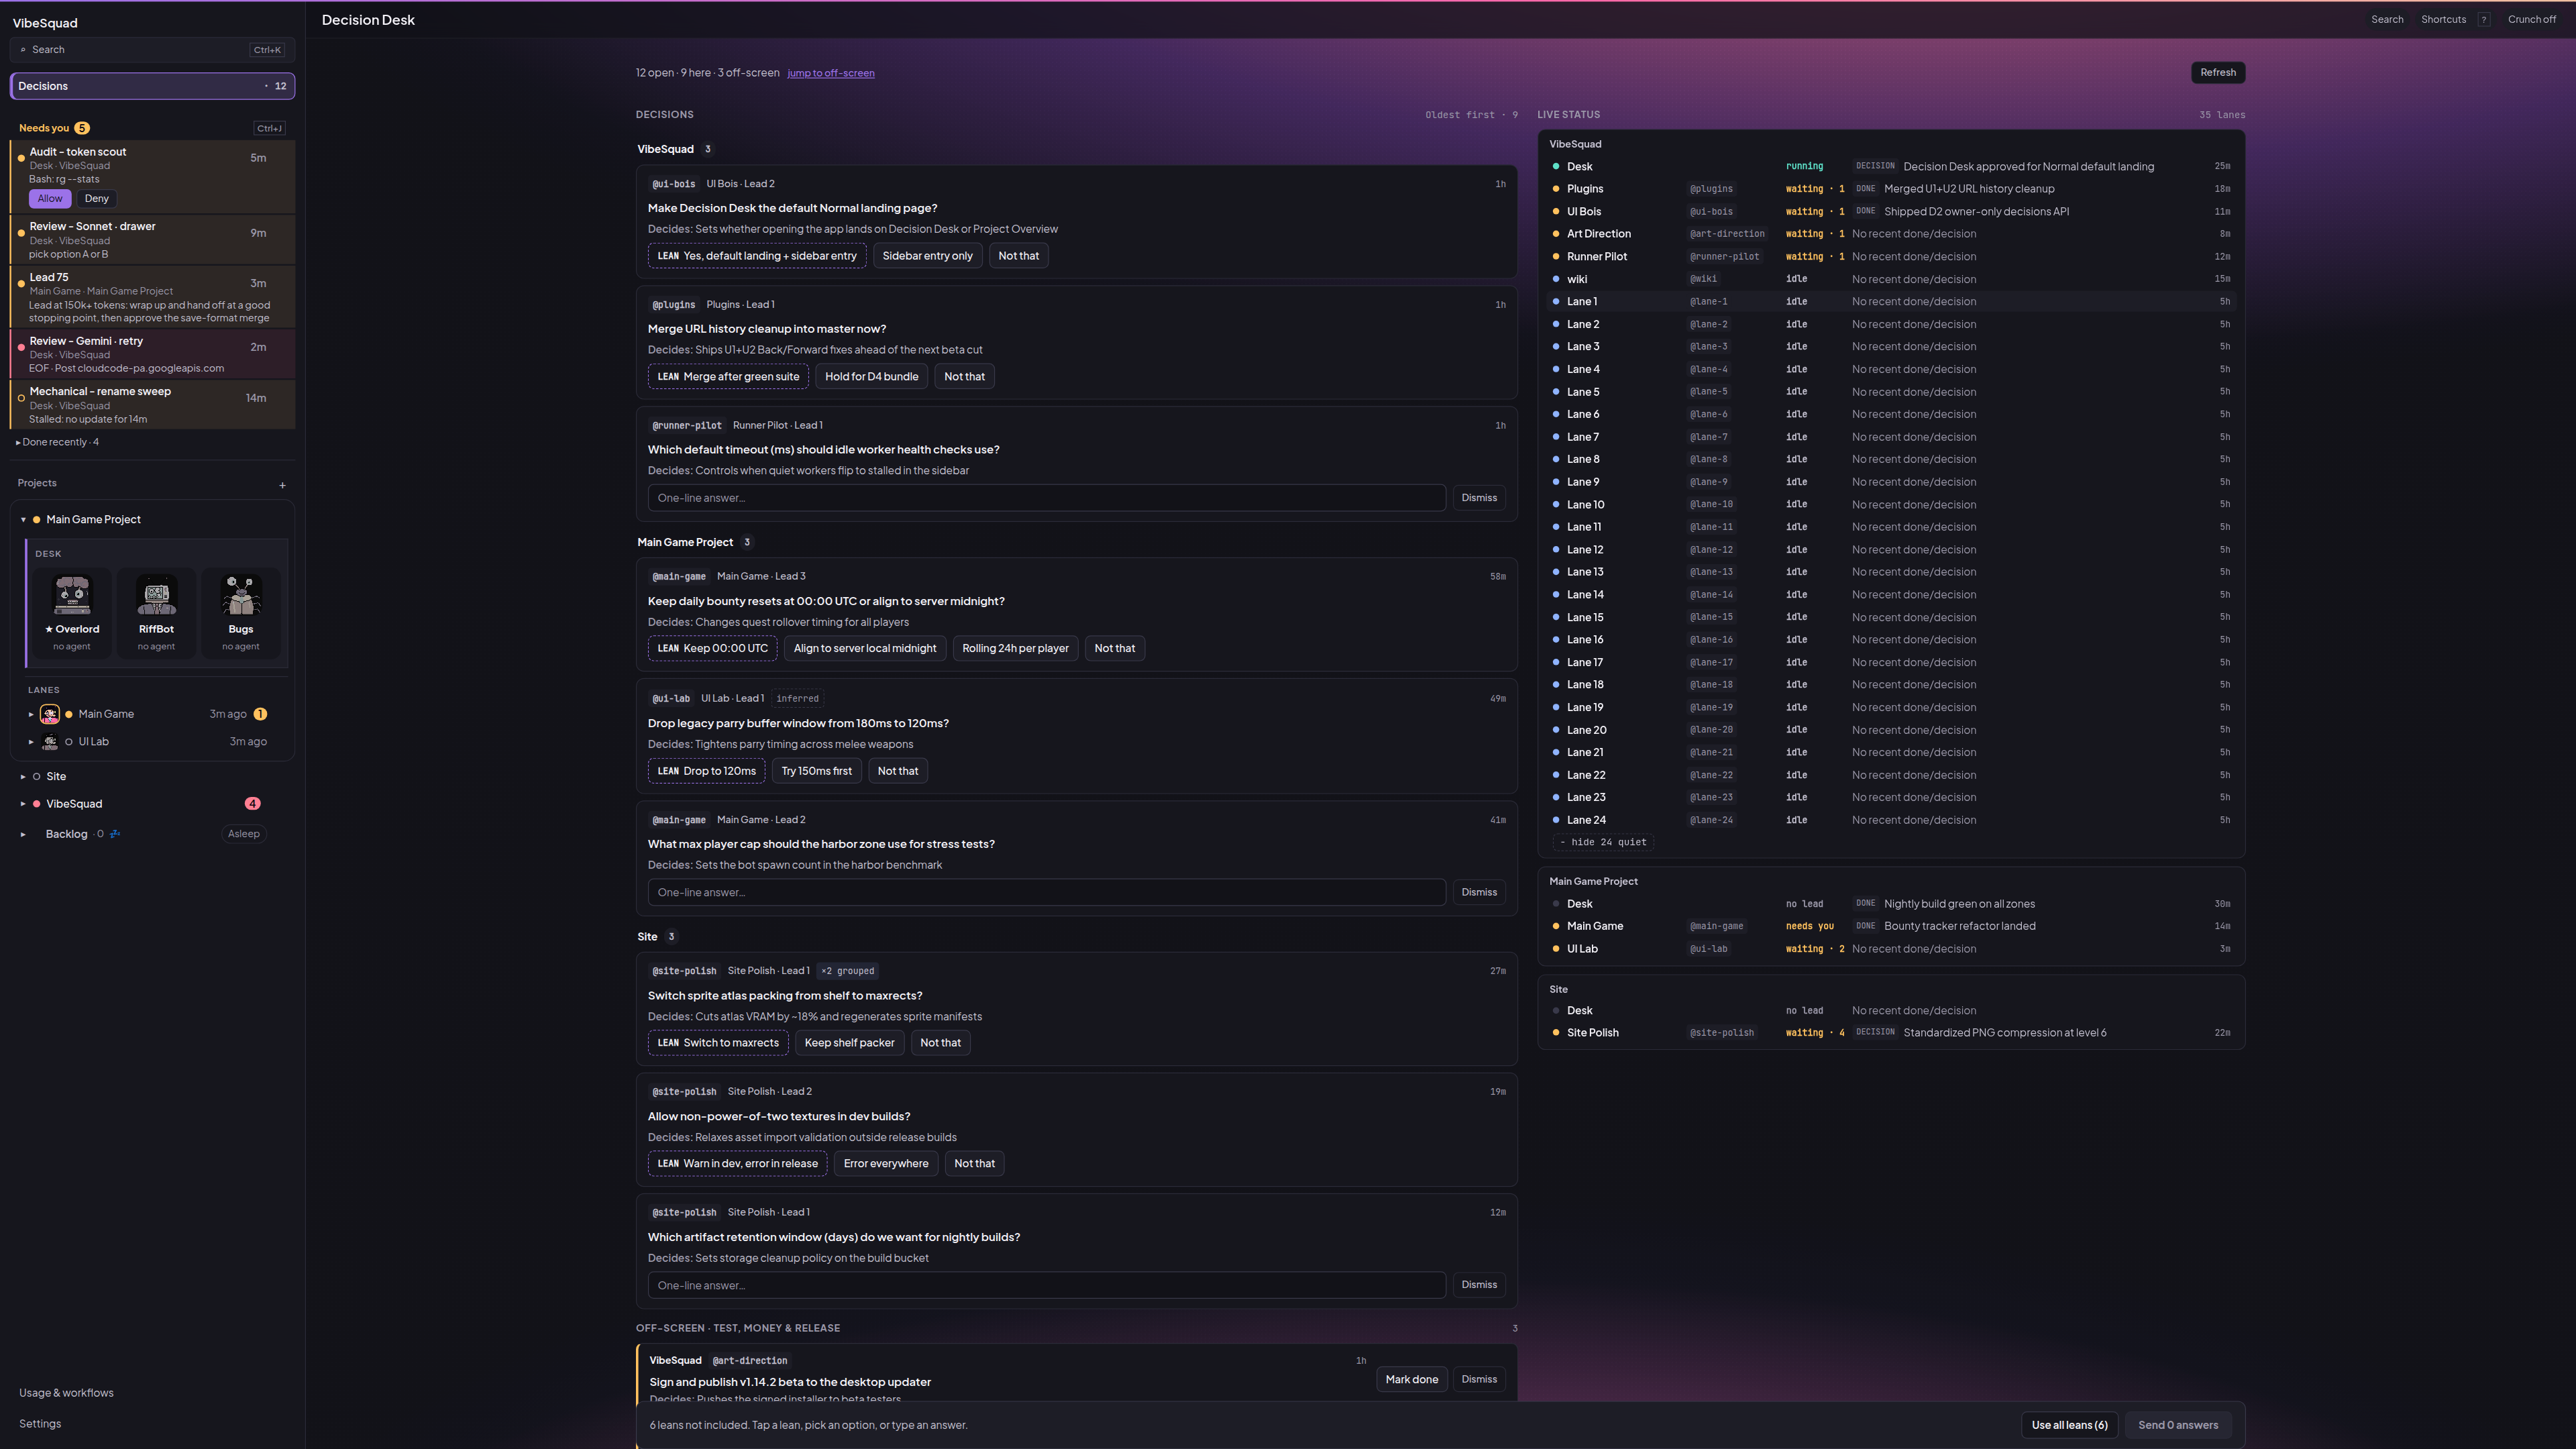 VibeSquad
Search Ctrl+K
Decisions · 12
Needs you 5 Ctrl+J
Audit – token scout 5m
Desk · VibeSquad
Bash: rg --stats
Allow Deny
Review – Sonnet · drawer 9m
Desk · VibeSquad
pick option A or B
Lead 75 3m
Main Game · Main Game Project
Lead at 150k+ tokens: wrap up and hand off at a good
stopping point, then approve the save-format merge
Review – Gemini · retry 2m
Desk · VibeSquad
EOF · Post cloudcode-pa.googleapis.com
Mechanical – rename sweep 14m
Desk · VibeSquad
Stalled: no update for 14m
▸ Done recently · 4
Projects +
▾ Main Game Project
DESK
★ Overlord RiffBot Bugs
no agent no agent no agent
LANES
▸ Main Game 3m ago 1
▸ UI Lab 3m ago
▸ Site
▸ VibeSquad 4
▸ Backlog · 0 💤 Asleep
Usage & workflows
Settings
Decision Desk
Search Shortcuts ? Crunch off
12 open · 9 here · 3 off-screen jump to off-screen Refresh
DECISIONS Oldest first · 9
VibeSquad 3
@ui-bois UI Bois · Lead 2 1h
Make Decision Desk the default Normal landing page?
Decides: Sets whether opening the app lands on Decision Desk or Project Overview
LEAN Yes, default landing + sidebar entry Sidebar entry only Not that
@plugins Plugins · Lead 1 1h
Merge URL history cleanup into master now?
Decides: Ships U1+U2 Back/Forward fixes ahead of the next beta cut
LEAN Merge after green suite Hold for D4 bundle Not that
@runner-pilot Runner Pilot · Lead 1 1h
Which default timeout (ms) should idle worker health checks use?
Decides: Controls when quiet workers flip to stalled in the sidebar
One-line answer… Dismiss
Main Game Project 3
@main-game Main Game · Lead 3 58m
Keep daily bounty resets at 00:00 UTC or align to server midnight?
Decides: Changes quest rollover timing for all players
LEAN Keep 00:00 UTC Align to server local midnight Rolling 24h per player Not that
@ui-lab UI Lab · Lead 1 inferred 49m
Drop legacy parry buffer window from 180ms to 120ms?
Decides: Tightens parry timing across melee weapons
LEAN Drop to 120ms Try 150ms first Not that
@main-game Main Game · Lead 2 41m
What max player cap should the harbor zone use for stress tests?
Decides: Sets the bot spawn count in the harbor benchmark
One-line answer… Dismiss
Site 3
@site-polish Site Polish · Lead 1 ×2 grouped 27m
Switch sprite atlas packing from shelf to maxrects?
Decides: Cuts atlas VRAM by ~18% and regenerates sprite manifests
LEAN Switch to maxrects Keep shelf packer Not that
@site-polish Site Polish · Lead 2 19m
Allow non-power-of-two textures in dev builds?
Decides: Relaxes asset import validation outside release builds
LEAN Warn in dev, error in release Error everywhere Not that
@site-polish Site Polish · Lead 1 12m
Which artifact retention window (days) do we want for nightly builds?
Decides: Sets storage cleanup policy on the build bucket
One-line answer… Dismiss
OFF-SCREEN · TEST, MONEY & RELEASE 3
VibeSquad @art-direction 1h
Sign and publish v1.14.2 beta to the desktop updater Mark done Dismiss
Decides: Pushes the signed installer to beta testers
LIVE STATUS 35 lanes
VibeSquad
Desk running DECISION Decision Desk approved for Normal default landing 25m
Plugins @plugins waiting · 1 DONE Merged U1+U2 URL history cleanup 18m
UI Bois @ui-bois waiting · 1 DONE Shipped D2 owner-only decisions API 11m
Art Direction @art-direction waiting · 1 No recent done/decision 8m
Runner Pilot @runner-pilot waiting · 1 No recent done/decision 12m
wiki @wiki idle No recent done/decision 15m
Lane 1 @lane-1 idle No recent done/decision 5h
Lane 2 @lane-2 idle No recent done/decision 5h
Lane 3 @lane-3 idle No recent done/decision 5h
Lane 4 @lane-4 idle No recent done/decision 5h
Lane 5 @lane-5 idle No recent done/decision 5h
Lane 6 @lane-6 idle No recent done/decision 5h
Lane 7 @lane-7 idle No recent done/decision 5h
Lane 8 @lane-8 idle No recent done/decision 5h
Lane 9 @lane-9 idle No recent done/decision 5h
Lane 10 @lane-10 idle No recent done/decision 5h
Lane 11 @lane-11 idle No recent done/decision 5h
Lane 12 @lane-12 idle No recent done/decision 5h
Lane 13 @lane-13 idle No recent done/decision 5h
Lane 14 @lane-14 idle No recent done/decision 5h
Lane 15 @lane-15 idle No recent done/decision 5h
Lane 16 @lane-16 idle No recent done/decision 5h
Lane 17 @lane-17 idle No recent done/decision 5h
Lane 18 @lane-18 idle No recent done/decision 5h
Lane 19 @lane-19 idle No recent done/decision 5h
Lane 20 @lane-20 idle No recent done/decision 5h
Lane 21 @lane-21 idle No recent done/decision 5h
Lane 22 @lane-22 idle No recent done/decision 5h
Lane 23 @lane-23 idle No recent done/decision 5h
Lane 24 @lane-24 idle No recent done/decision 5h
- hide 24 quiet
Main Game Project
Desk no lead DONE Nightly build green on all zones 30m
Main Game @main-game needs you DONE Bounty tracker refactor landed 14m
UI Lab @ui-lab waiting · 2 No recent done/decision 3m
Site
Desk no lead No recent done/decision
Site Polish @site-polish waiting · 4 DECISION Standardized PNG compression at level 6 22m
6 leans not included. Tap a lean, pick an option, or type an answer. Use all leans (6) Send 0 answers